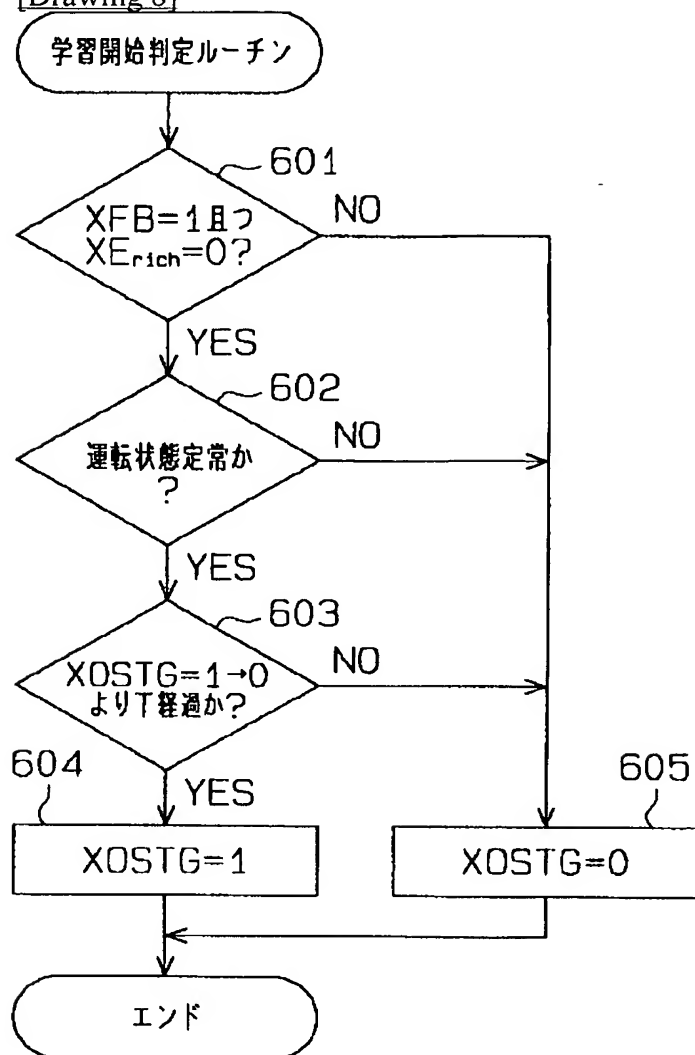 [Drawing 8]
学習開始判定ルーチン
601
XFB=1且つ
XErich=0?
NO
YES
602
運転状態定常か
?
NO
YES
603
XOSTG=1→0
よりT経過か?
NO
YES
604
XOSTG=1
605
XOSTG=0
エンド